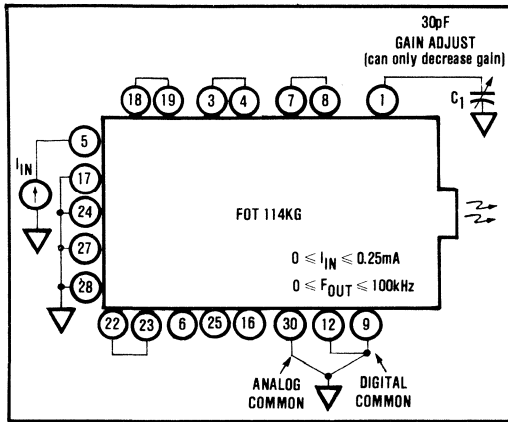 30pF
GAIN ADJUST
(can only decrease gain)
18 19 3 4 7 8 1
C1
5
IIN
17
24
27
28
FOT 114KG
0 ≤ IIN ≤ 0.25mA
0 ≤ FOUT ≤ 100kHz
22 23 6 25 16 30 12 9
ANALOG COMMON
DIGITAL COMMON